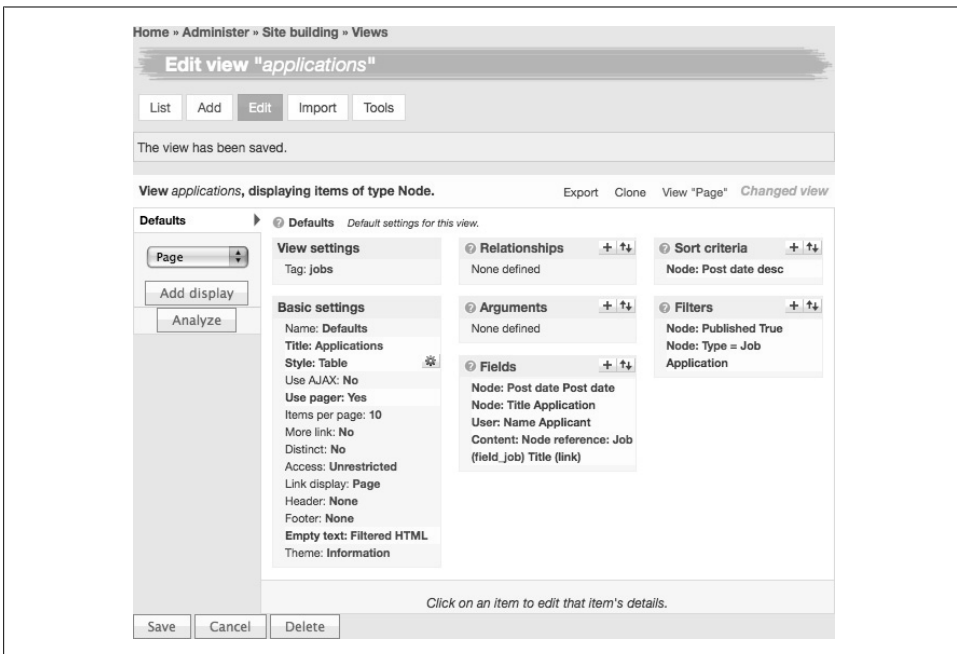 Home » Administer » Site building » Views
Edit view "applications"
List Add Edit Import Tools
The view has been saved.
View applications, displaying items of type Node.
Export Clone View "Page" Changed view
Defaults
Page
Add display
Analyze
Defaults Default settings for this view.
View settings
Tag: jobs
Basic settings
Name: Defaults
Title: Applications
Style: Table
Use AJAX: No
Use pager: Yes
Items per page: 10
More link: No
Distinct: No
Access: Unrestricted
Link display: Page
Header: None
Footer: None
Empty text: Filtered HTML
Theme: Information
Relationships
None defined
Arguments
None defined
Fields
Node: Post date Post date
Node: Title Application
User: Name Applicant
Content: Node reference: Job
(field_job) Title (link)
Sort criteria
Node: Post date desc
Filters
Node: Published True
Node: Type = Job
Application
Click on an item to edit that item's details.
Save Cancel Delete